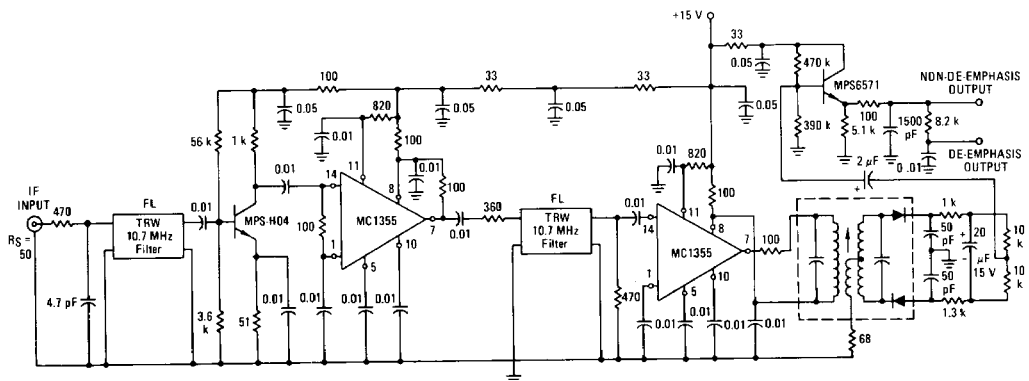 +15 V
33
0.05
470 k
MPS6571
NON-DE-EMPHASIS
OUTPUT
100
5.1 k
1500
pF
8.2 k
390 k
DE-EMPHASIS
OUTPUT
0.01
2 µF
+
100
33
33
0.05
0.05
0.05
0.05
56 k
1 k
0.01
820
11
100
8
0.01
100
0.01
14
100
1
MC1355
7
0.01
10
5
360
IF
INPUT
470
RS =
50
FL
TRW
10.7 MHz
Filter
0.01
MPS-H04
4.7 pF
3.6
k
51
0.01
0.01
0.01
0.01
FL
TRW
10.7 MHz
Filter
0.01
820
11
100
0.01
14
8
MC1355
7
100
1
10
5
470
0.01
0.01
0.01
0.01
68
1 k
50
pF
+
20
µF
15 V
-
50
pF
1.3 k
10
k
10
k